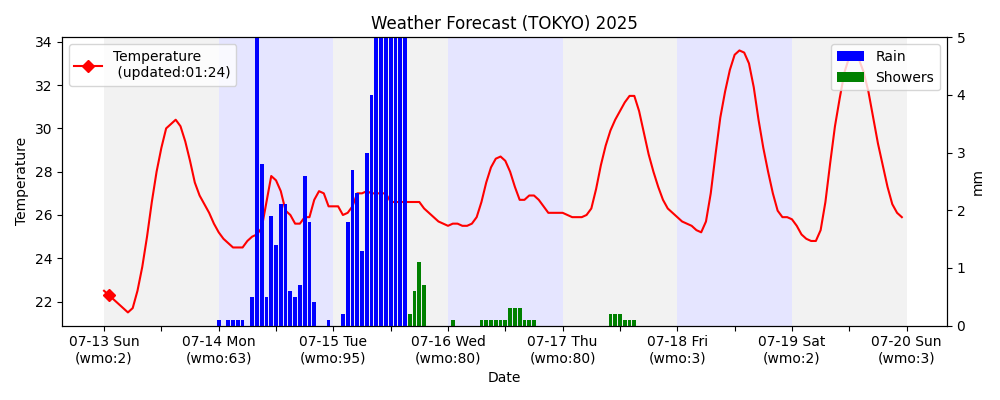 Weather Forecast (TOKYO) 2025
Temperature
(updated:01:24)
Rain
Showers
34
32
30
28
26
24
22
Temperature
5
4
3
2
1
0
mm
07-13 Sun
(wmo:2)
07-14 Mon
(wmo:63)
07-15 Tue
(wmo:95)
07-16 Wed
(wmo:80)
07-17 Thu
(wmo:80)
07-18 Fri
(wmo:3)
07-19 Sat
(wmo:2)
07-20 Sun
(wmo:3)
Date